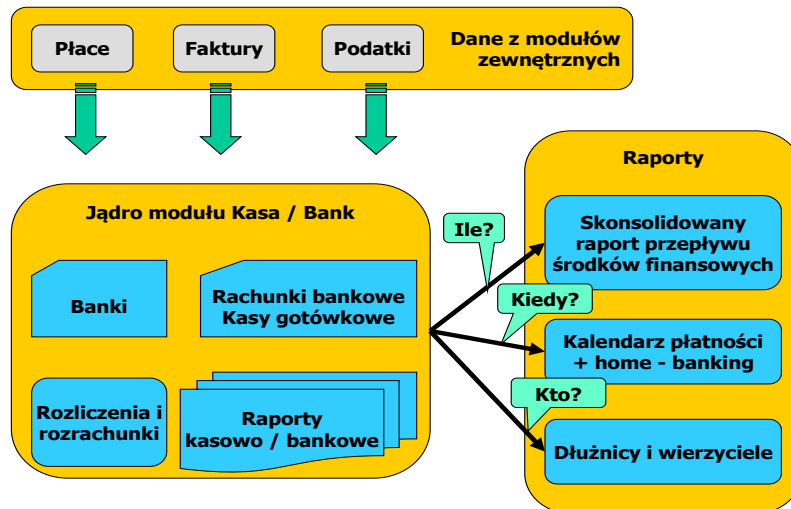 Płace
Faktury
Podatki
Dane z modułów
zewnętrznych
Jądro modułu Kasa / Bank
Banki
Rachunki bankowe
Kasy gotówkowe
Rozliczenia i
rozrachunki
Raporty
kasowo / bankowe
Ile?
Kiedy?
Kto?
Raporty
Skonsolidowany
raport przepływu
środków finansowych
Kalendarz płatności
+ home - banking
Dłużnicy i wierzyciele